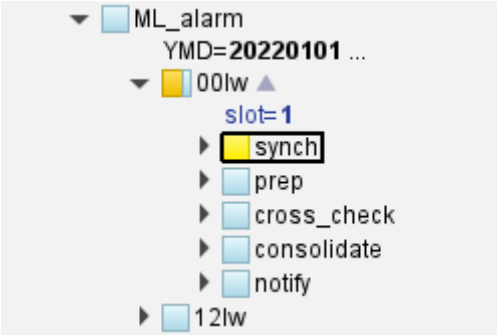 ML_alarm
YMD=20220101 ...
00lw
slot=1
synch
prep
cross_check
consolidate
notify
12lw